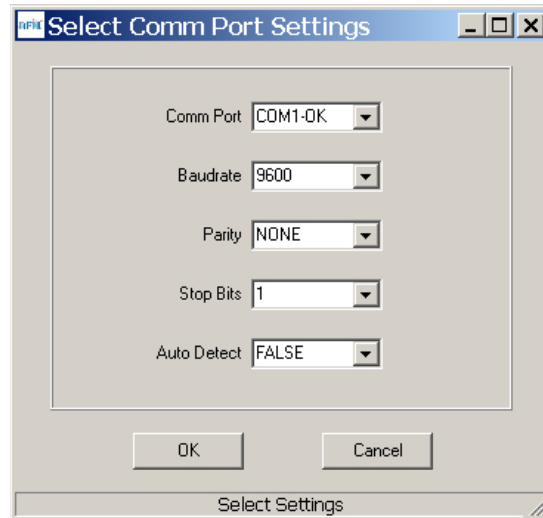 Select Comm Port Settings
Comm Port COM1-OK
Baudrate 9600
Parity NONE
Stop Bits 1
Auto Detect FALSE
OK Cancel
Select Settings